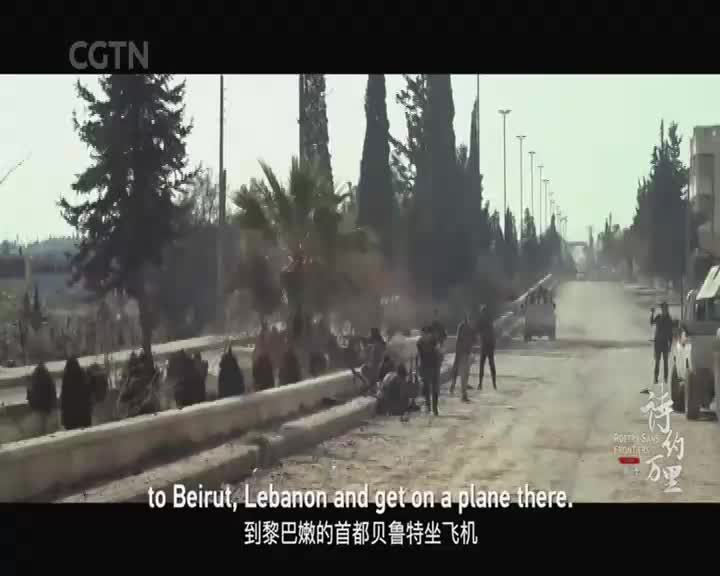 CGTN
POETRY SANS
FRONTIERS
诗约万里
to Beirut, Lebanon and get on a plane there.
到黎巴嫩的首都贝鲁特坐飞机